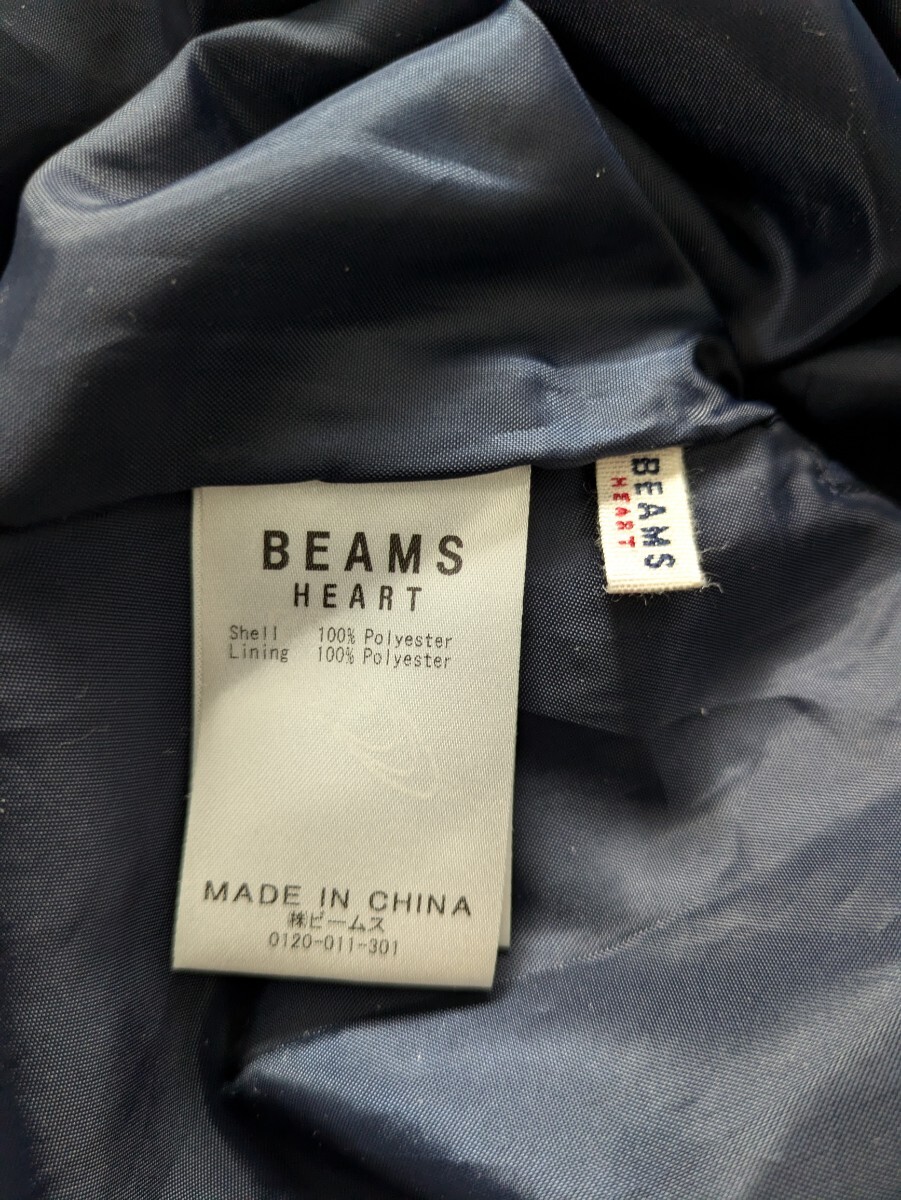 BEAMS
HEART
Shell 100% Polyester
Lining 100% Polyester
MADE IN CHINA
㈱ビームス
0120-011-301
BEAMS
HEART